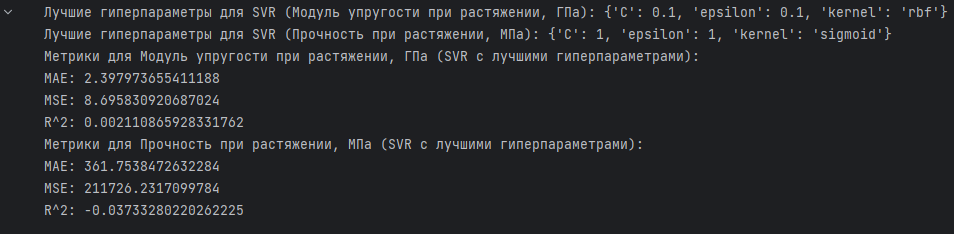 Лучшие гиперпараметры для SVR (Модуль упругости при растяжении, ГПа): {'C': 0.1, 'epsilon': 0.1, 'kernel': 'rbf'}
Лучшие гиперпараметры для SVR (Прочность при растяжении, МПа): {'C': 1, 'epsilon': 1, 'kernel': 'sigmoid'}
Метрики для Модуль упругости при растяжении, ГПа (SVR с лучшими гиперпараметрами):
MAE: 2.397973655411188
MSE: 8.695830920687024
R^2: 0.002110865928331762
Метрики для Прочность при растяжении, МПа (SVR с лучшими гиперпараметрами):
MAE: 361.7538472632284
MSE: 211726.2317099784
R^2: -0.03733280220262225